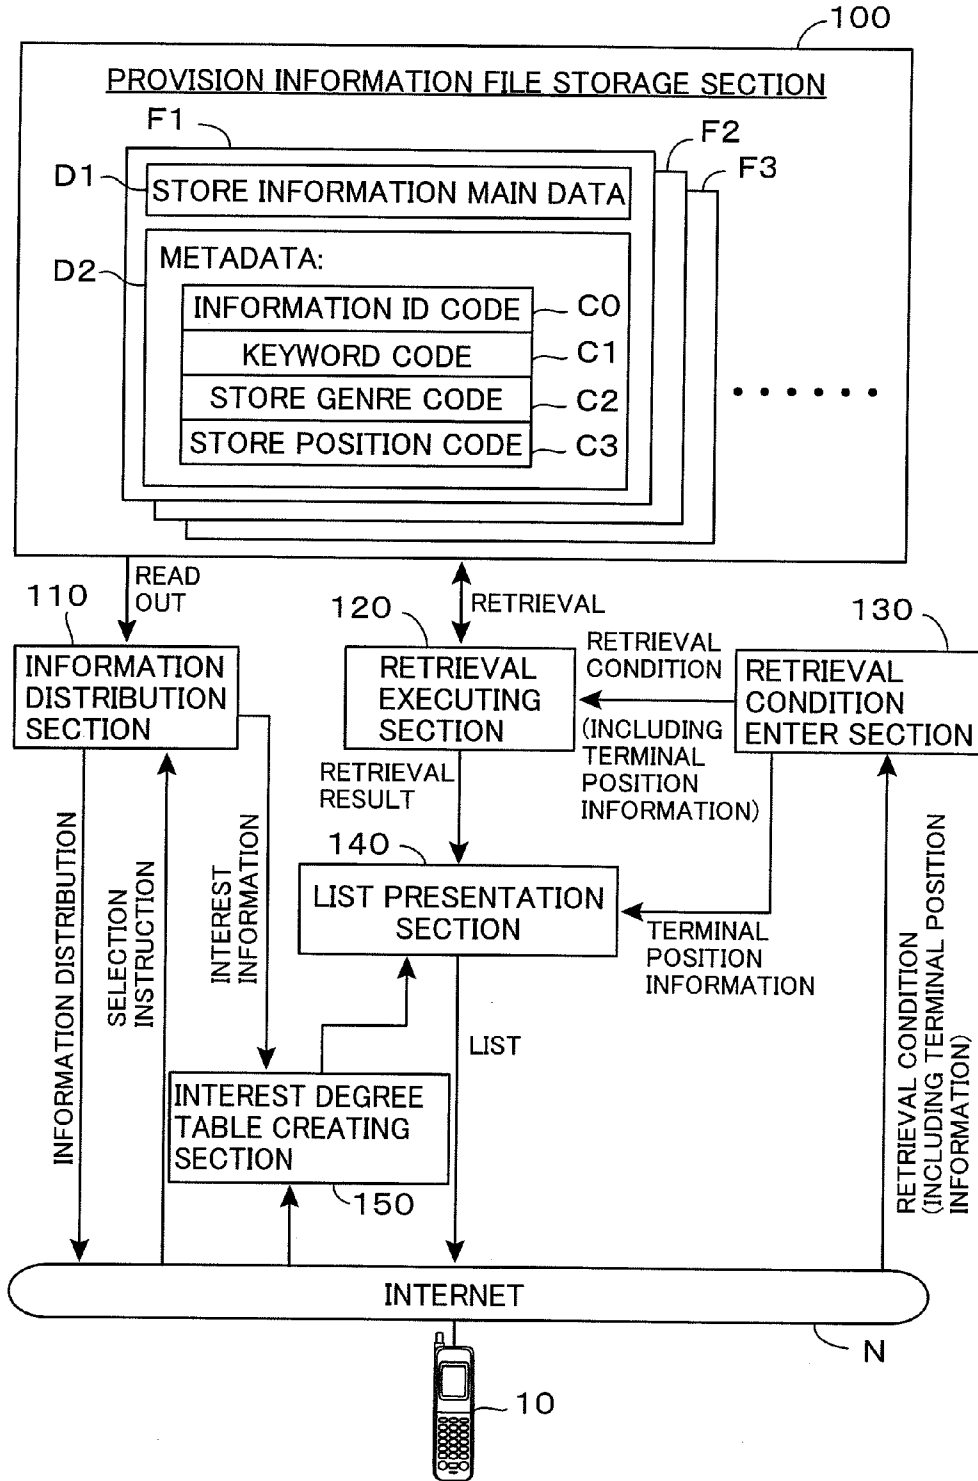 100
PROVISION INFORMATION FILE STORAGE SECTION
F1
F2
F3
D1
STORE INFORMATION MAIN DATA
D2
METADATA:
INFORMATION ID CODE
C0
KEYWORD CODE
C1
STORE GENRE CODE
C2
STORE POSITION CODE
C3
READ
OUT
RETRIEVAL
110
INFORMATION
DISTRIBUTION
SECTION
120
RETRIEVAL
EXECUTING
SECTION
RETRIEVAL
CONDITION
(INCLUDING
TERMINAL
POSITION
INFORMATION)
130
RETRIEVAL
CONDITION
ENTER SECTION
RETRIEVAL
RESULT
140
LIST PRESENTATION
SECTION
TERMINAL
POSITION
INFORMATION
INFORMATION DISTRIBUTION
SELECTION
INSTRUCTION
INTEREST
INFORMATION
LIST
INTEREST DEGREE
TABLE CREATING
SECTION
150
RETRIEVAL CONDITION
(INCLUDING TERMINAL POSITION
INFORMATION)
INTERNET
N
10